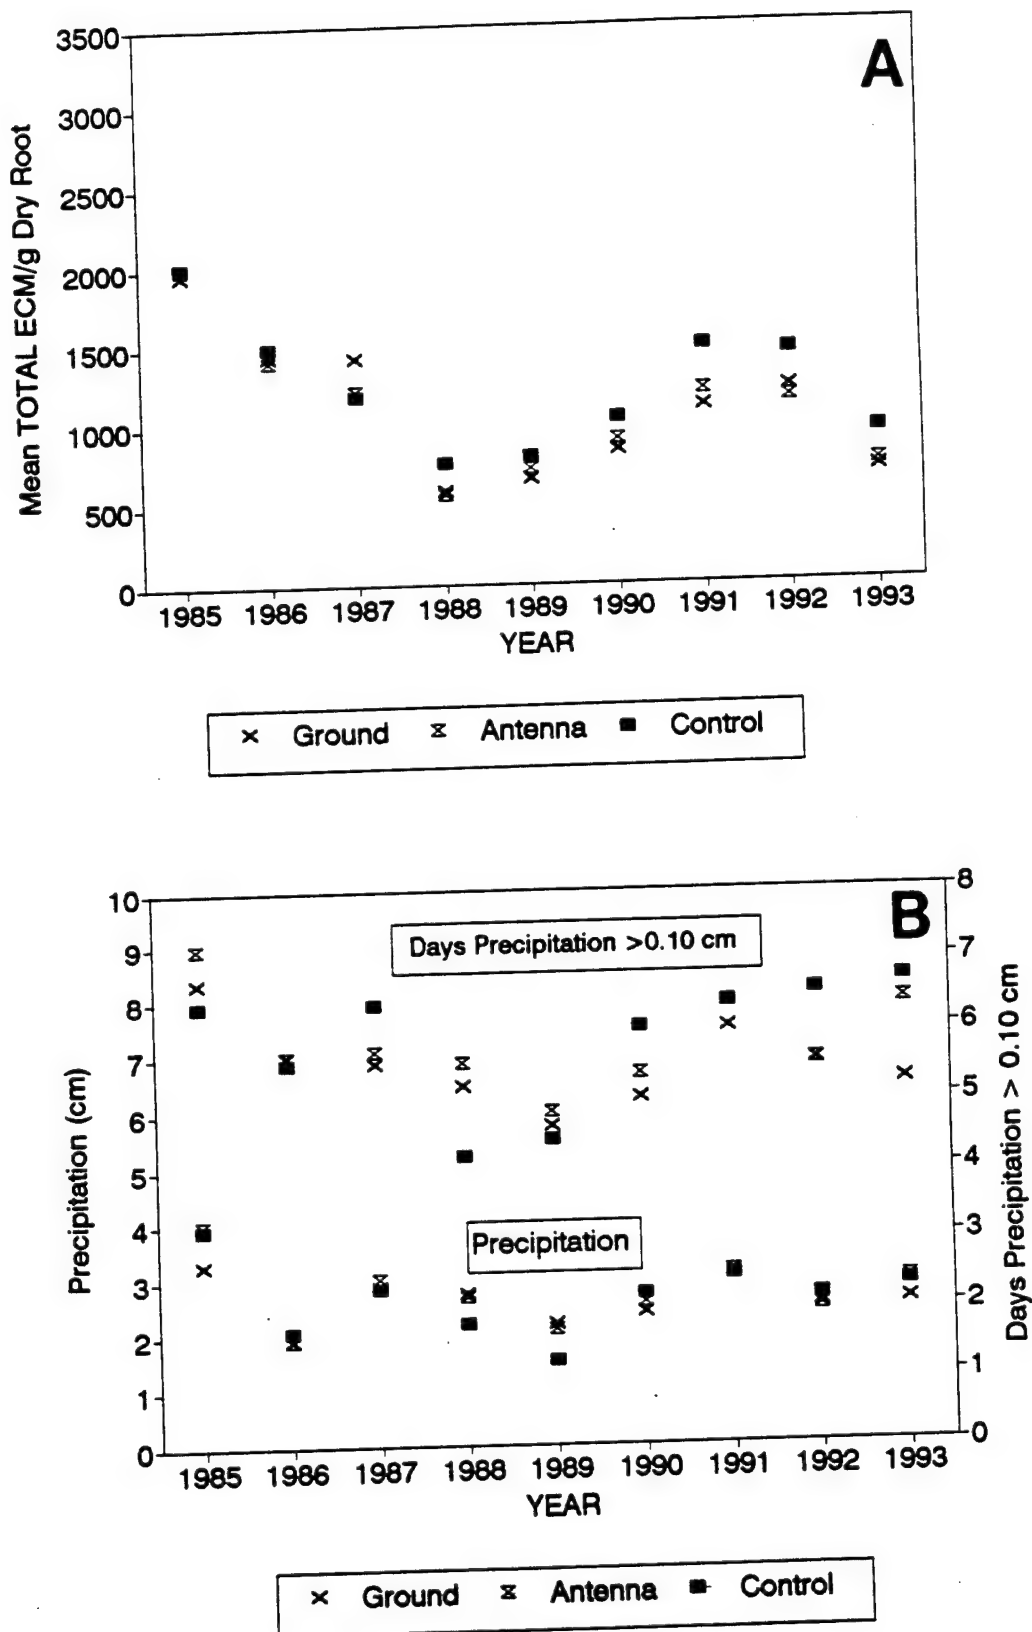 A
Mean TOTAL ECM/g Dry Root
3500
3000
2500
2000
1500
1000
500
0
1985 1986 1987 1988 1989 1990 1991 1992 1993
YEAR
Ground Antenna Control
B
Days Precipitation >0.10 cm
Precipitation
Precipitation (cm)
10
9
8
7
6
5
4
3
2
1
0
Days Precipitation > 0.10 cm
8
7
6
5
4
3
2
1
0
1985 1986 1987 1988 1989 1990 1991 1992 1993
YEAR
Ground Antenna Control